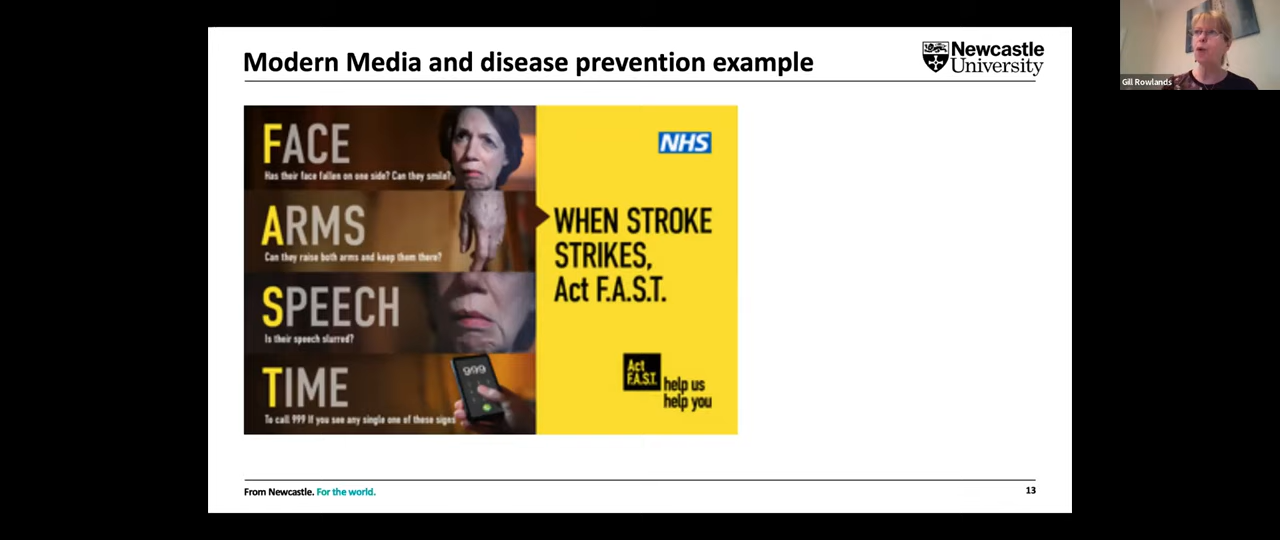 Modern Media and disease prevention example
Newcastle
University
Gill Rowlands
FACE
Has their face fallen on one side? Can they smile?
ARMS
Can they raise both arms and keep them there?
SPEECH
Is their speech slurred?
TIME
To call 999 If you see any single one of these signs
999
NHS
WHEN STROKE
STRIKES,
Act F.A.S.T.
Act
F.A.S.T.
help us
help you
From Newcastle. For the world.
13